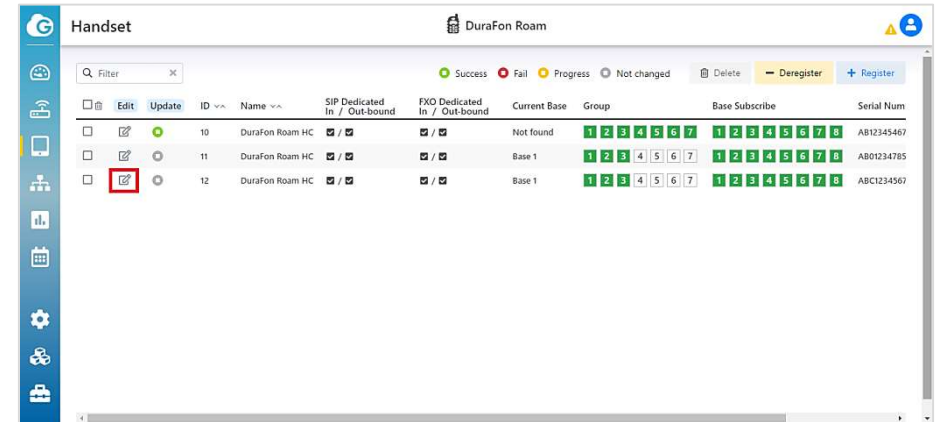 Handset
DuraFon Roam
Filter
Success Fail Progress Not changed Delete Deregister + Register
Edit Update ID Name SIP Dedicated In / Out-bound FXO Dedicated In / Out-bound Current Base Group Base Subscribe Serial Num
10 DuraFon Roam HC / / Not found 1 2 3 4 5 6 7 1 2 3 4 5 6 7 8 AB12345467
11 DuraFon Roam HC / / Base 1 1 2 3 4 5 6 7 1 2 3 4 5 6 7 8 AB01234785
12 DuraFon Roam HC / / Base 1 1 2 3 4 5 6 7 1 2 3 4 5 6 7 8 ABC1234567